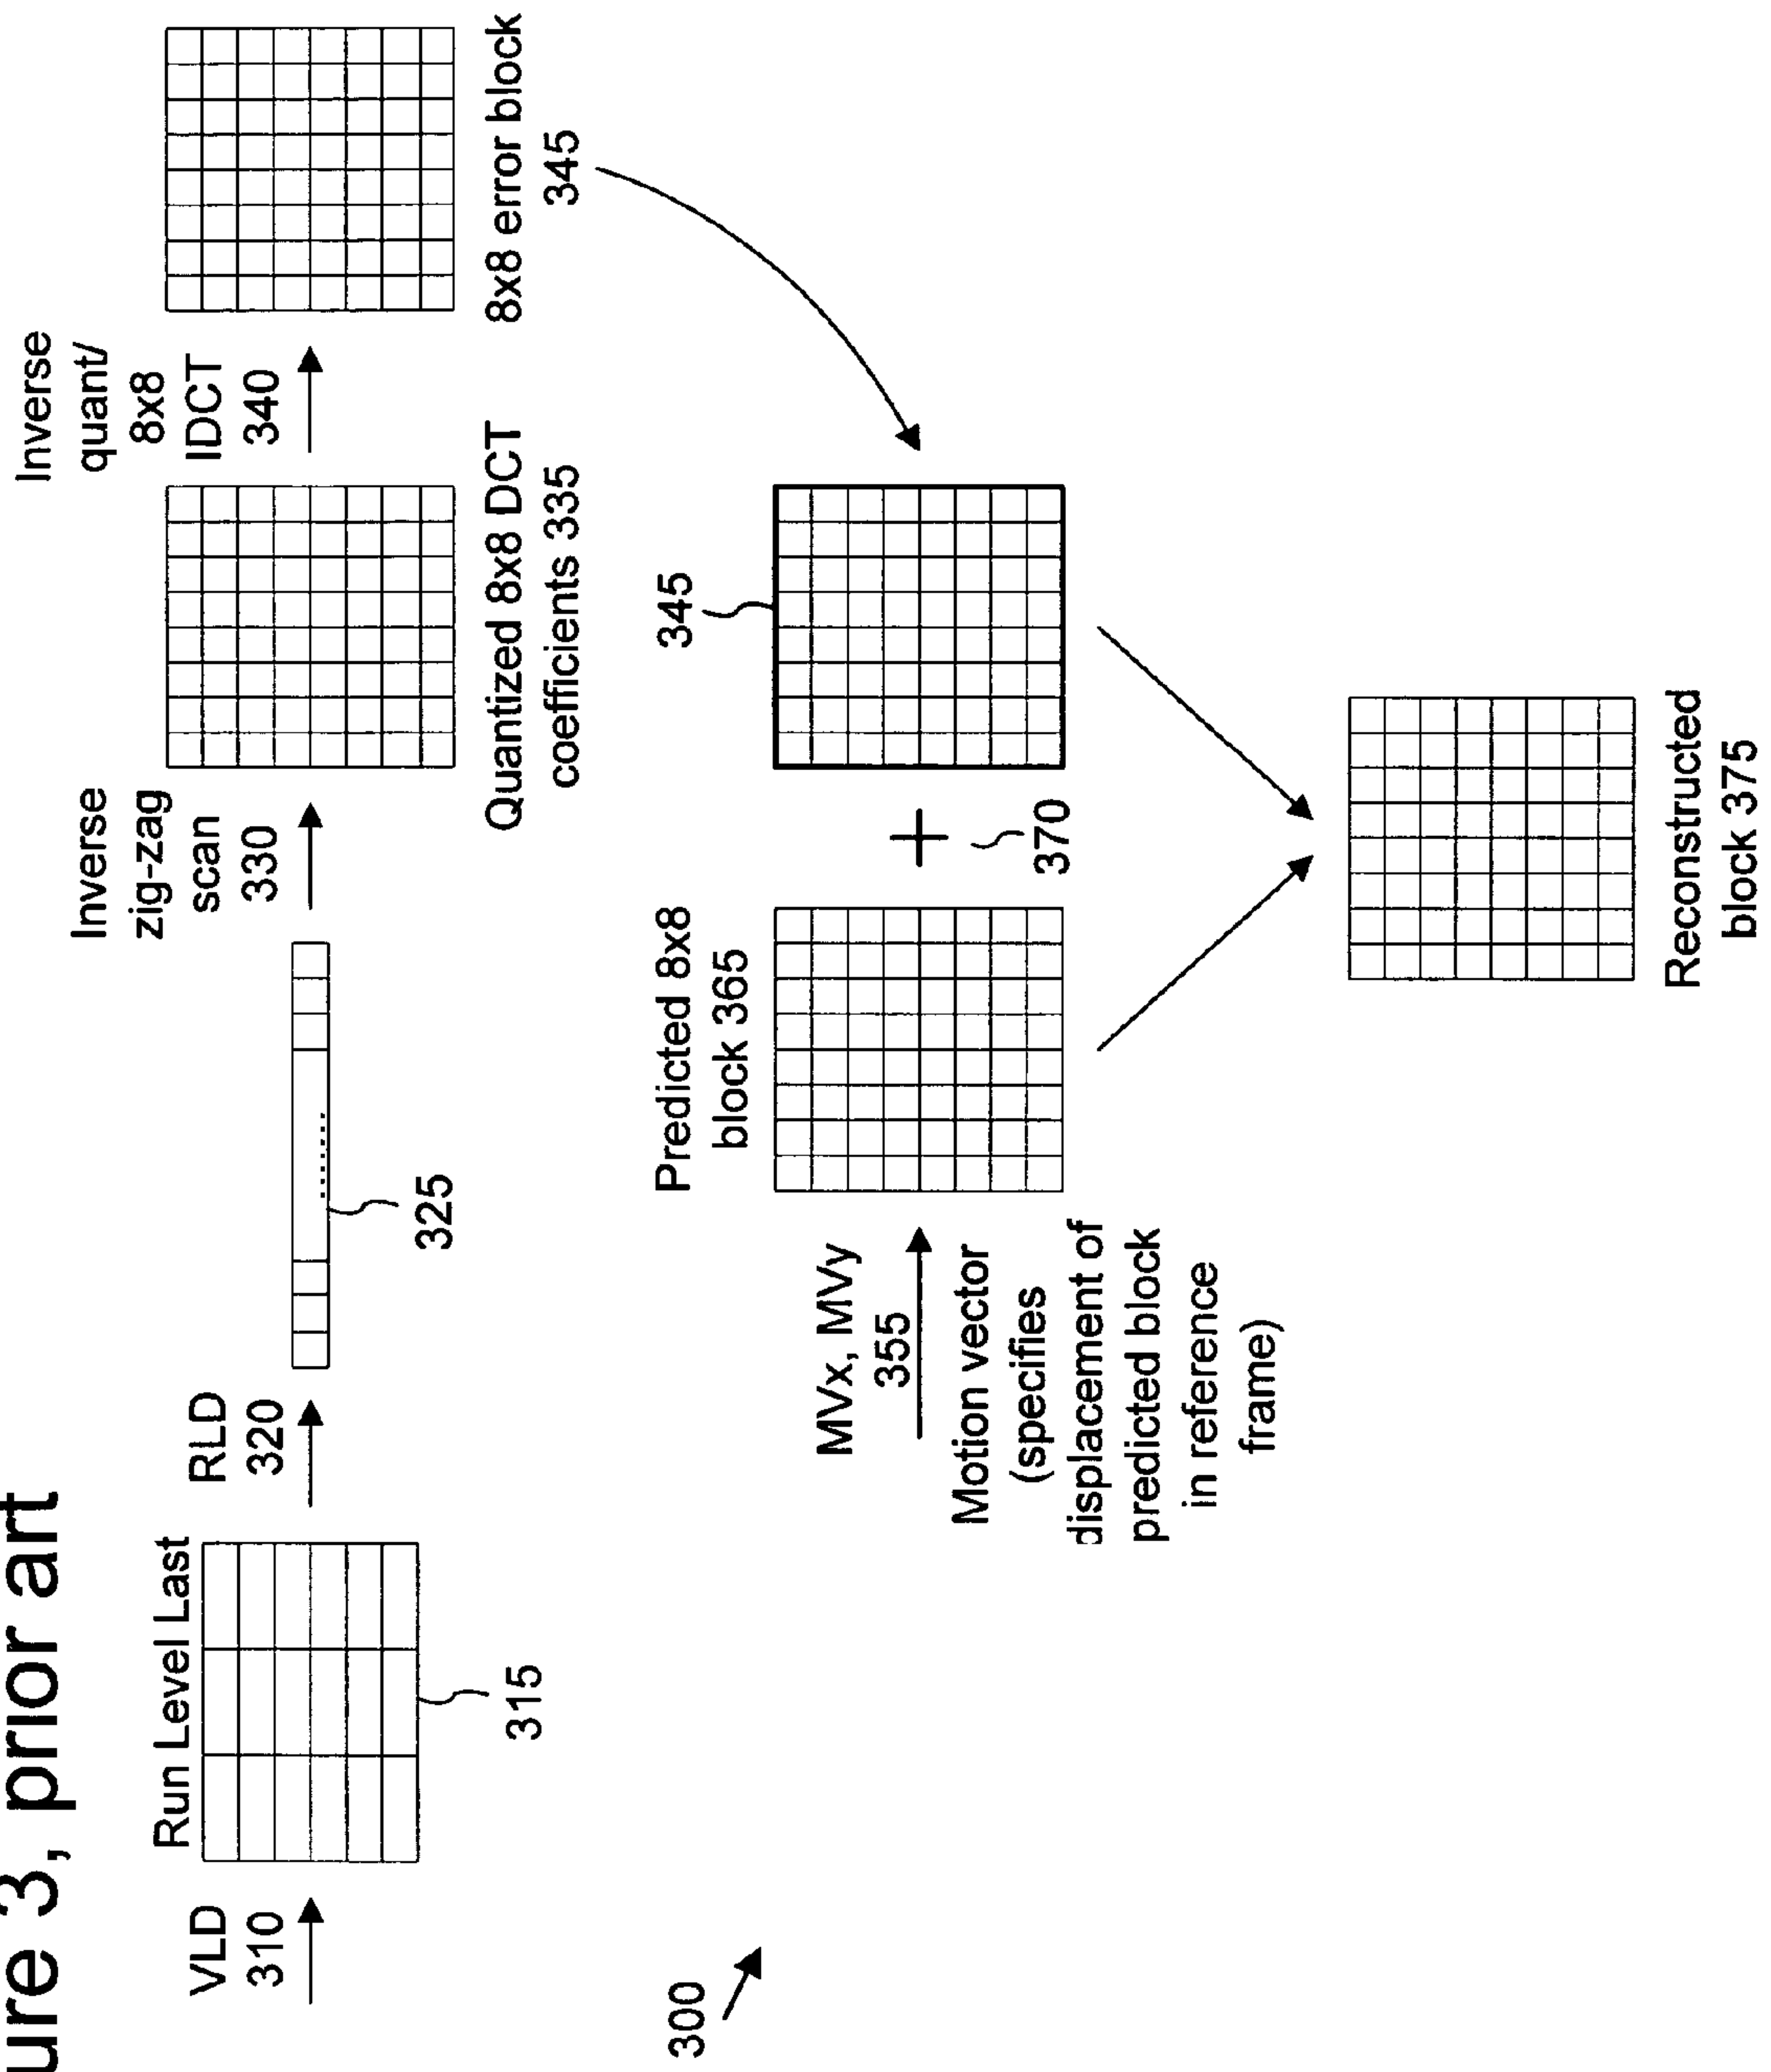 ure 3, prior art
VLD
310
Run Level Last
315
RLD
320
325
Inverse
zig-zag
scan
330
Quantized 8x8 DCT
coefficients 335
Inverse
quant/
8x8
IDCT
340
8x8 error block
345
300
MVx, MVy
355
Motion vector
(specifies
displacement of
predicted block
in reference
frame)
Predicted 8x8
block 365
+
370
345
Reconstructed
block 375